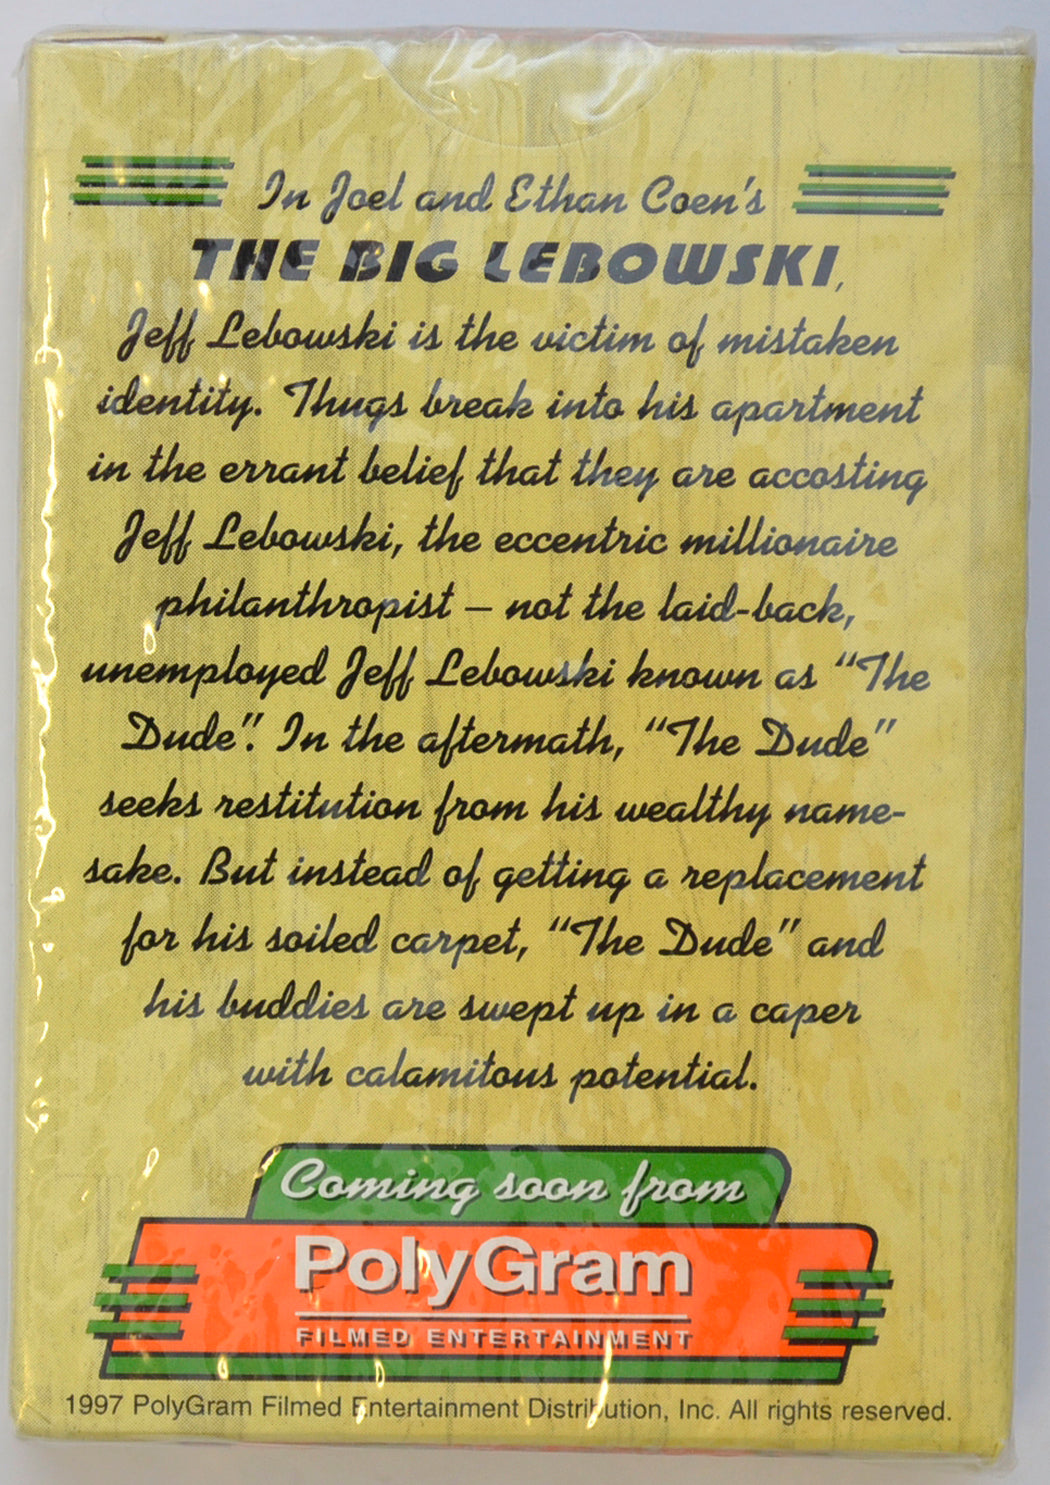 In Joel and Ethan Coen's
THE BIG LEBOWSKI,
Jeff Lebowski is the victim of mistaken
identity. Thugs break into his apartment
in the errant belief that they are accosting
Jeff Lebowski, the eccentric millionaire
philanthropist – not the laid-back,
unemployed Jeff Lebowski known as “The
Dude”. In the aftermath, “The Dude”
seeks restitution from his wealthy name-
sake. But instead of getting a replacement
for his soiled carpet, “The Dude” and
his buddies are swept up in a caper
with calamitous potential.
Coming soon from
PolyGram
FILMED ENTERTAINMENT
1997 PolyGram Filmed Entertainment Distribution, Inc. All rights reserved.